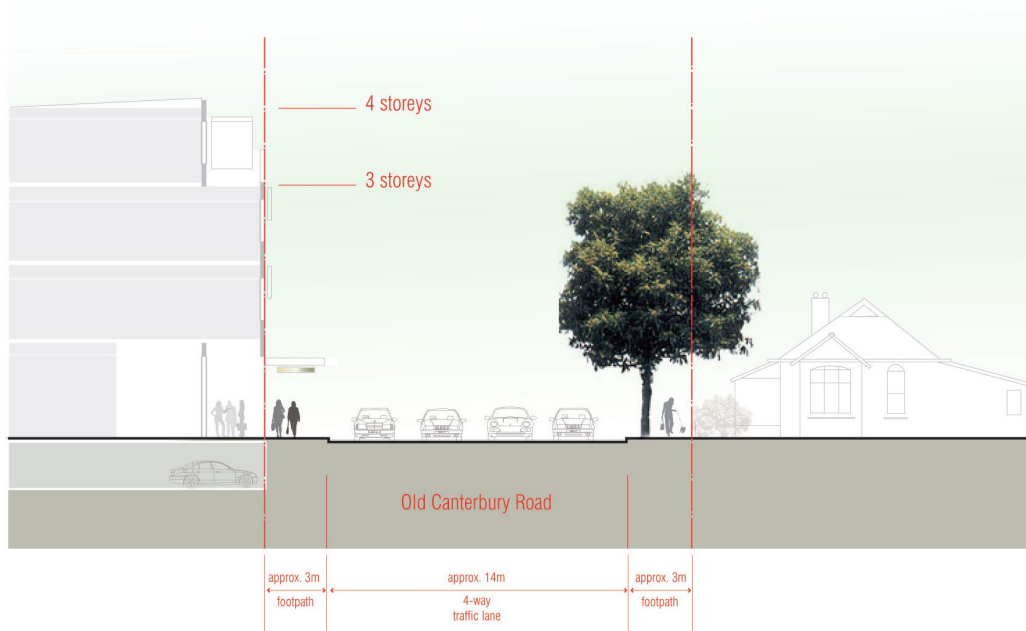 4 storeys
3 storeys
Old Canterbury Road
approx. 3m
footpath
approx. 14m
4-way
traffic lane
approx. 3m
footpath